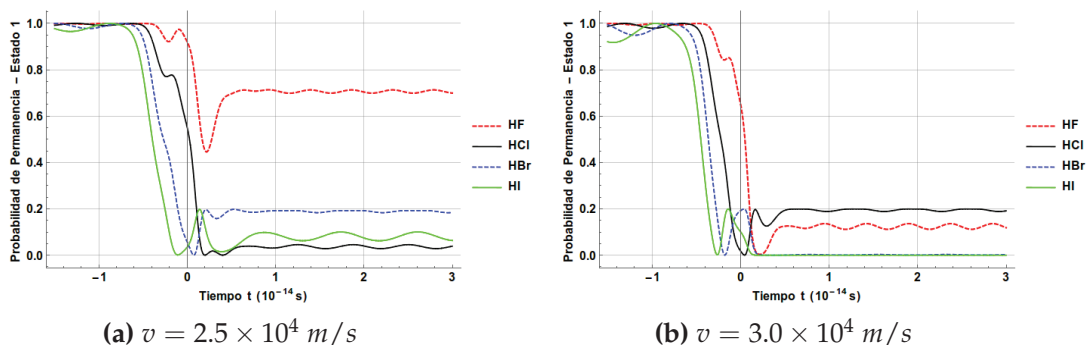 Probabilidad de Permanencia - Estado 1
1.0
0.8
0.6
0.4
0.2
0.0
-1
0
1
2
3
Tiempo t (10⁻¹⁴ s)
HF
HCl
HBr
HI
(a) v = 2.5 × 10⁴ m/s
Probabilidad de Permanencia - Estado 1
1.0
0.8
0.6
0.4
0.2
0.0
-1
0
1
2
3
Tiempo t (10⁻¹⁴ s)
HF
HCl
HBr
HI
(b) v = 3.0 × 10⁴ m/s